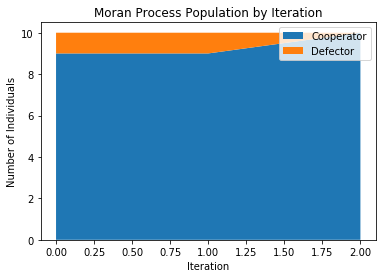 Moran Process Population by Iteration
Cooperator
Defector
Number of Individuals
10
8
6
4
2
0
0.00 0.25 0.50 0.75 1.00 1.25 1.50 1.75 2.00
Iteration